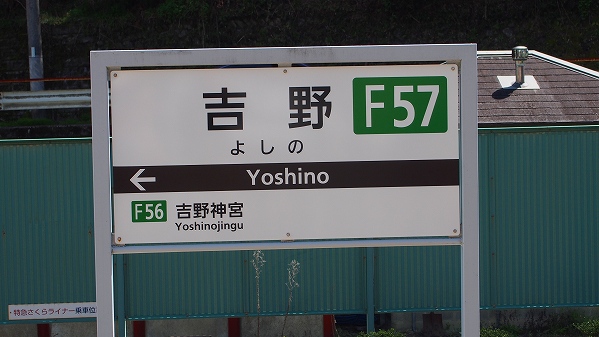 吉野 F57
よしの
Yoshino
F56 吉野神宮
Yoshinojingu
・特急さくらライナー乗車位